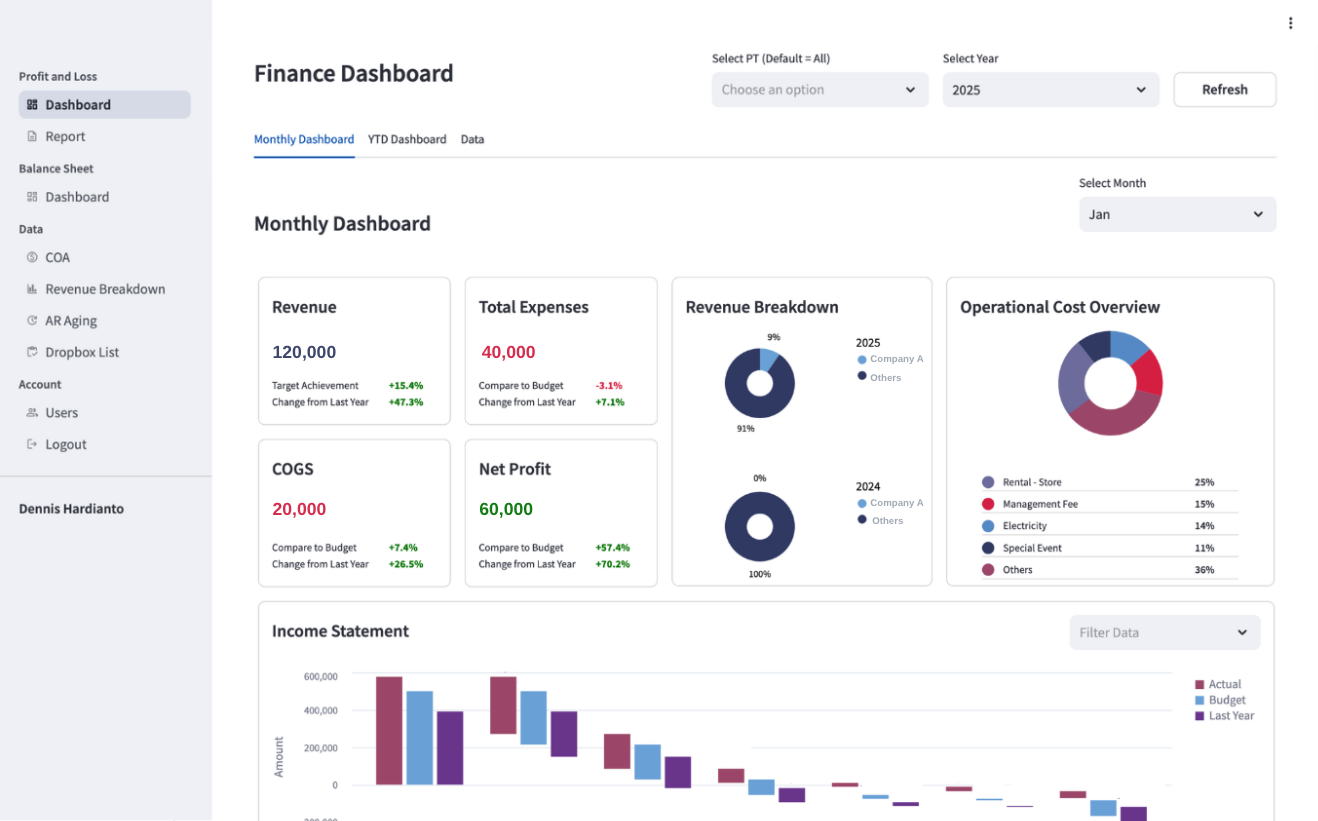 Profit and Loss
Dashboard
Report
Balance Sheet
Dashboard
Data
COA
Revenue Breakdown
AR Aging
Dropbox List
Account
Users
Logout
Dennis Hardianto
Finance Dashboard
Select PT (Default = All)
Choose an option
Select Year
2025
Refresh
Monthly Dashboard YTD Dashboard Data
Select Month
Jan
Monthly Dashboard
Revenue
120,000
Target Achievement +15.4%
Change from Last Year +47.3%
Total Expenses
40,000
Compare to Budget -3.1%
Change from Last Year +7.1%
COGS
20,000
Compare to Budget +7.4%
Change from Last Year +26.5%
Net Profit
60,000
Compare to Budget +57.4%
Change from Last Year +70.2%
Revenue Breakdown
9%
91%
2025
Company A
Others
0%
100%
2024
Company A
Others
Operational Cost Overview
Rental - Store 25%
Management Fee 15%
Electricity 14%
Special Event 11%
Others 36%
Income Statement
Filter Data
Amount
600,000
400,000
200,000
0
Actual
Budget
Last Year